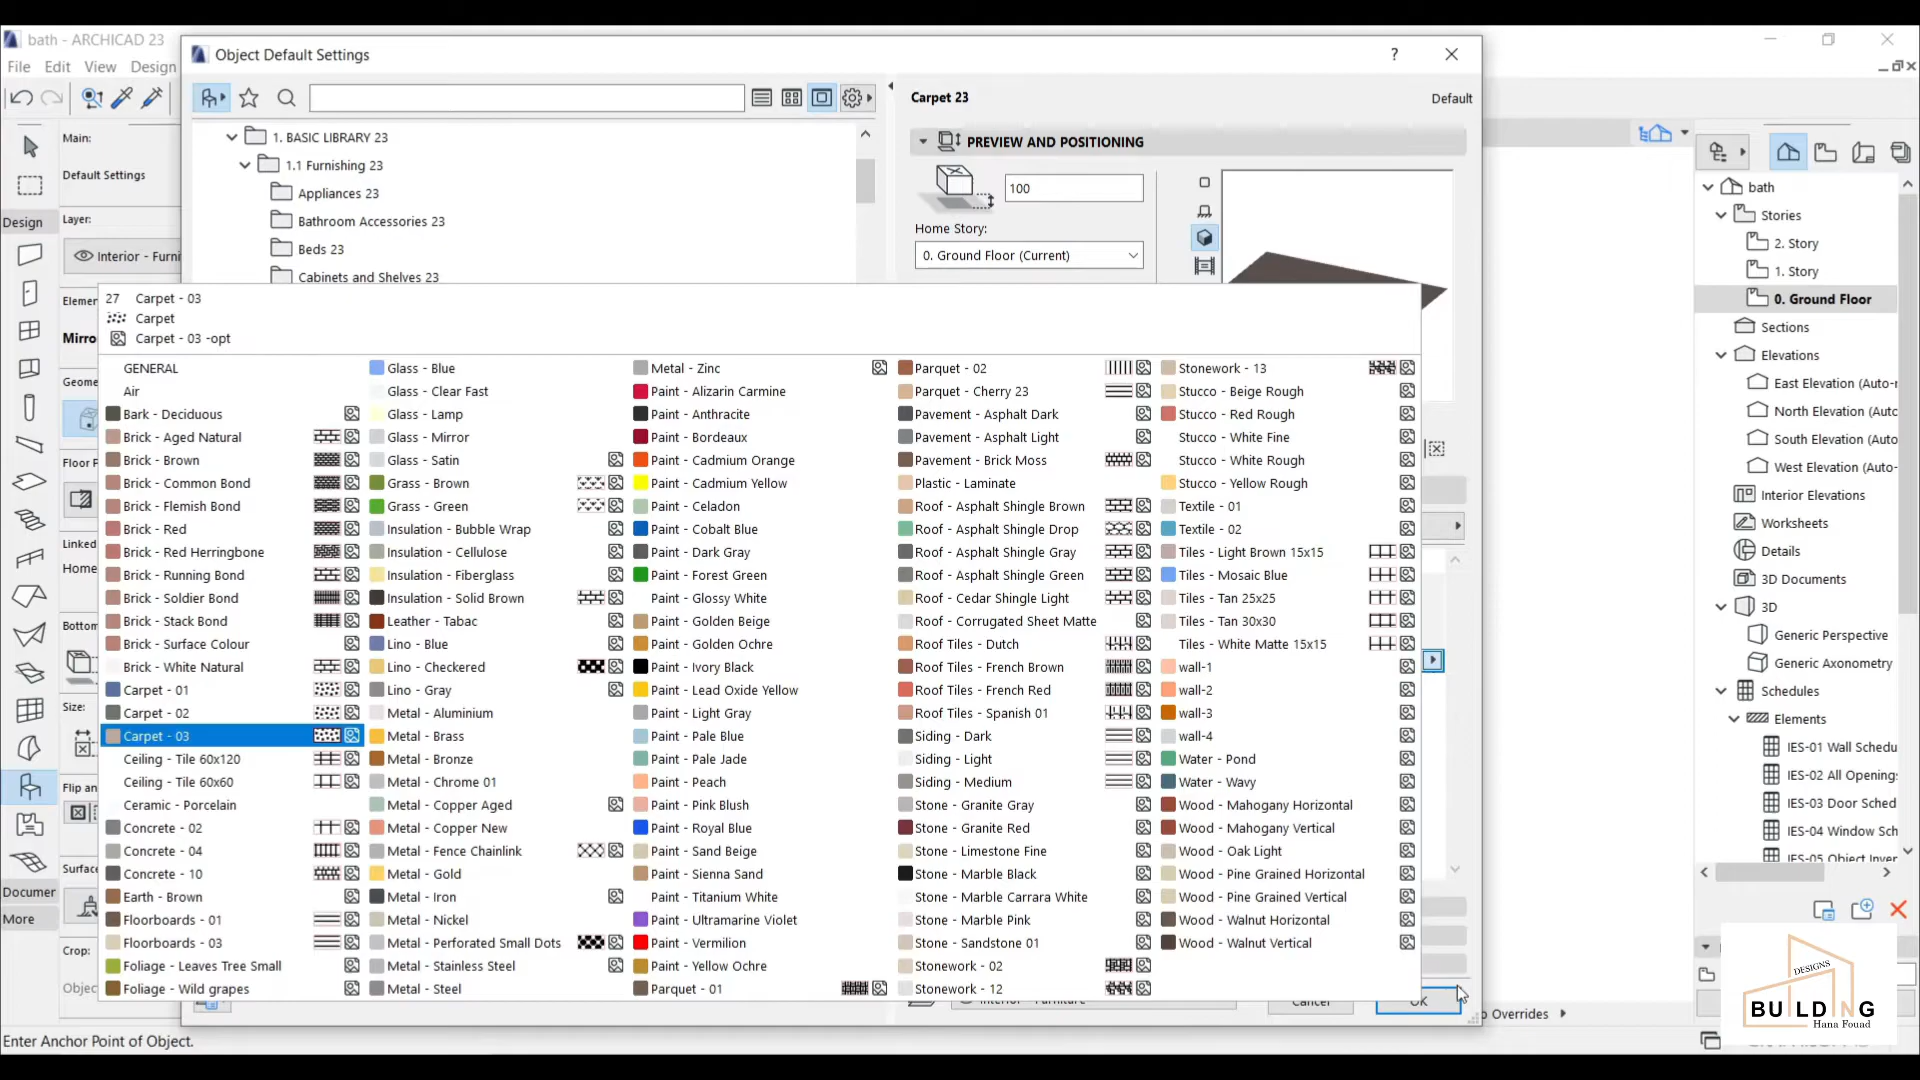 bath - ARCHICAD 23
File Edit View Design
Main:
Default Settings
Layer:
Interior - Furni
Design
Elemen
Mirro
Geome
Floor P
Linked
Home
Bottom
Size:
Flip an
Surface
Crop:
Object
Documer
More
Enter Anchor Point of Object.
Object Default Settings
?
1. BASIC LIBRARY 23
1.1 Furnishing 23
Appliances 23
Bathroom Accessories 23
Beds 23
Cabinets and Shelves 23
Carpet 23
Default
PREVIEW AND POSITIONING
100
Home Story:
0. Ground Floor (Current)
27 Carpet - 03
Carpet
Carpet - 03 -opt
GENERAL
Air
Bark - Deciduous
Brick - Aged Natural
Brick - Brown
Brick - Common Bond
Brick - Flemish Bond
Brick - Red
Brick - Red Herringbone
Brick - Running Bond
Brick - Soldier Bond
Brick - Stack Bond
Brick - Surface Colour
Brick - White Natural
Carpet - 01
Carpet - 02
Carpet - 03
Ceiling - Tile 60x120
Ceiling - Tile 60x60
Ceramic - Porcelain
Concrete - 02
Concrete - 04
Concrete - 10
Earth - Brown
Floorboards - 01
Floorboards - 03
Foliage - Leaves Tree Small
Foliage - Wild grapes
Glass - Blue
Glass - Clear Fast
Glass - Lamp
Glass - Mirror
Glass - Satin
Grass - Brown
Grass - Green
Insulation - Bubble Wrap
Insulation - Cellulose
Insulation - Fiberglass
Insulation - Solid Brown
Leather - Tabac
Lino - Blue
Lino - Checkered
Lino - Gray
Metal - Aluminium
Metal - Brass
Metal - Bronze
Metal - Chrome 01
Metal - Copper Aged
Metal - Copper New
Metal - Fence Chainlink
Metal - Gold
Metal - Iron
Metal - Nickel
Metal - Perforated Small Dots
Metal - Stainless Steel
Metal - Steel
Metal - Zinc
Paint - Alizarin Carmine
Paint - Anthracite
Paint - Bordeaux
Paint - Cadmium Orange
Paint - Cadmium Yellow
Paint - Celadon
Paint - Cobalt Blue
Paint - Dark Gray
Paint - Forest Green
Paint - Glossy White
Paint - Golden Beige
Paint - Golden Ochre
Paint - Ivory Black
Paint - Lead Oxide Yellow
Paint - Light Gray
Paint - Pale Blue
Paint - Pale Jade
Paint - Peach
Paint - Pink Blush
Paint - Royal Blue
Paint - Sand Beige
Paint - Sienna Sand
Paint - Titanium White
Paint - Ultramarine Violet
Paint - Vermilion
Paint - Yellow Ochre
Parquet - 01
Parquet - 02
Parquet - Cherry 23
Pavement - Asphalt Dark
Pavement - Asphalt Light
Pavement - Brick Moss
Plastic - Laminate
Roof - Asphalt Shingle Brown
Roof - Asphalt Shingle Drop
Roof - Asphalt Shingle Gray
Roof - Asphalt Shingle Green
Roof - Cedar Shingle Light
Roof - Corrugated Sheet Matte
Roof Tiles - Dutch
Roof Tiles - French Brown
Roof Tiles - French Red
Roof Tiles - Spanish 01
Siding - Dark
Siding - Light
Siding - Medium
Stone - Granite Gray
Stone - Granite Red
Stone - Limestone Fine
Stone - Marble Black
Stone - Marble Carrara White
Stone - Marble Pink
Stone - Sandstone 01
Stonework - 02
Stonework - 12
Stonework - 13
Stucco - Beige Rough
Stucco - Red Rough
Stucco - White Fine
Stucco - White Rough
Stucco - Yellow Rough
Textile - 01
Textile - 02
Tiles - Light Brown 15x15
Tiles - Mosaic Blue
Tiles - Tan 25x25
Tiles - Tan 30x30
Tiles - White Matte 15x15
wall-1
wall-2
wall-3
wall-4
Water - Pond
Water - Wavy
Wood - Mahogany Horizontal
Wood - Mahogany Vertical
Wood - Oak Light
Wood - Pine Grained Horizontal
Wood - Pine Grained Vertical
Wood - Walnut Horizontal
Wood - Walnut Vertical
Interior - Furniture
Cancel
OK
bath
Stories
2. Story
1. Story
0. Ground Floor
Sections
Elevations
East Elevation (Auto-r
North Elevation (Autc
South Elevation (Auto-
West Elevation (Auto-
Interior Elevations
Worksheets
Details
3D Documents
3D
Generic Perspective
Generic Axonometry
Schedules
Elements
IES-01 Wall Schedu
IES-02 All Opening:
IES-03 Door Sched
IES-04 Window Sch
IES-05 Object Inver
Overrides
DESIGNS
BUILDING
Hana Fouad